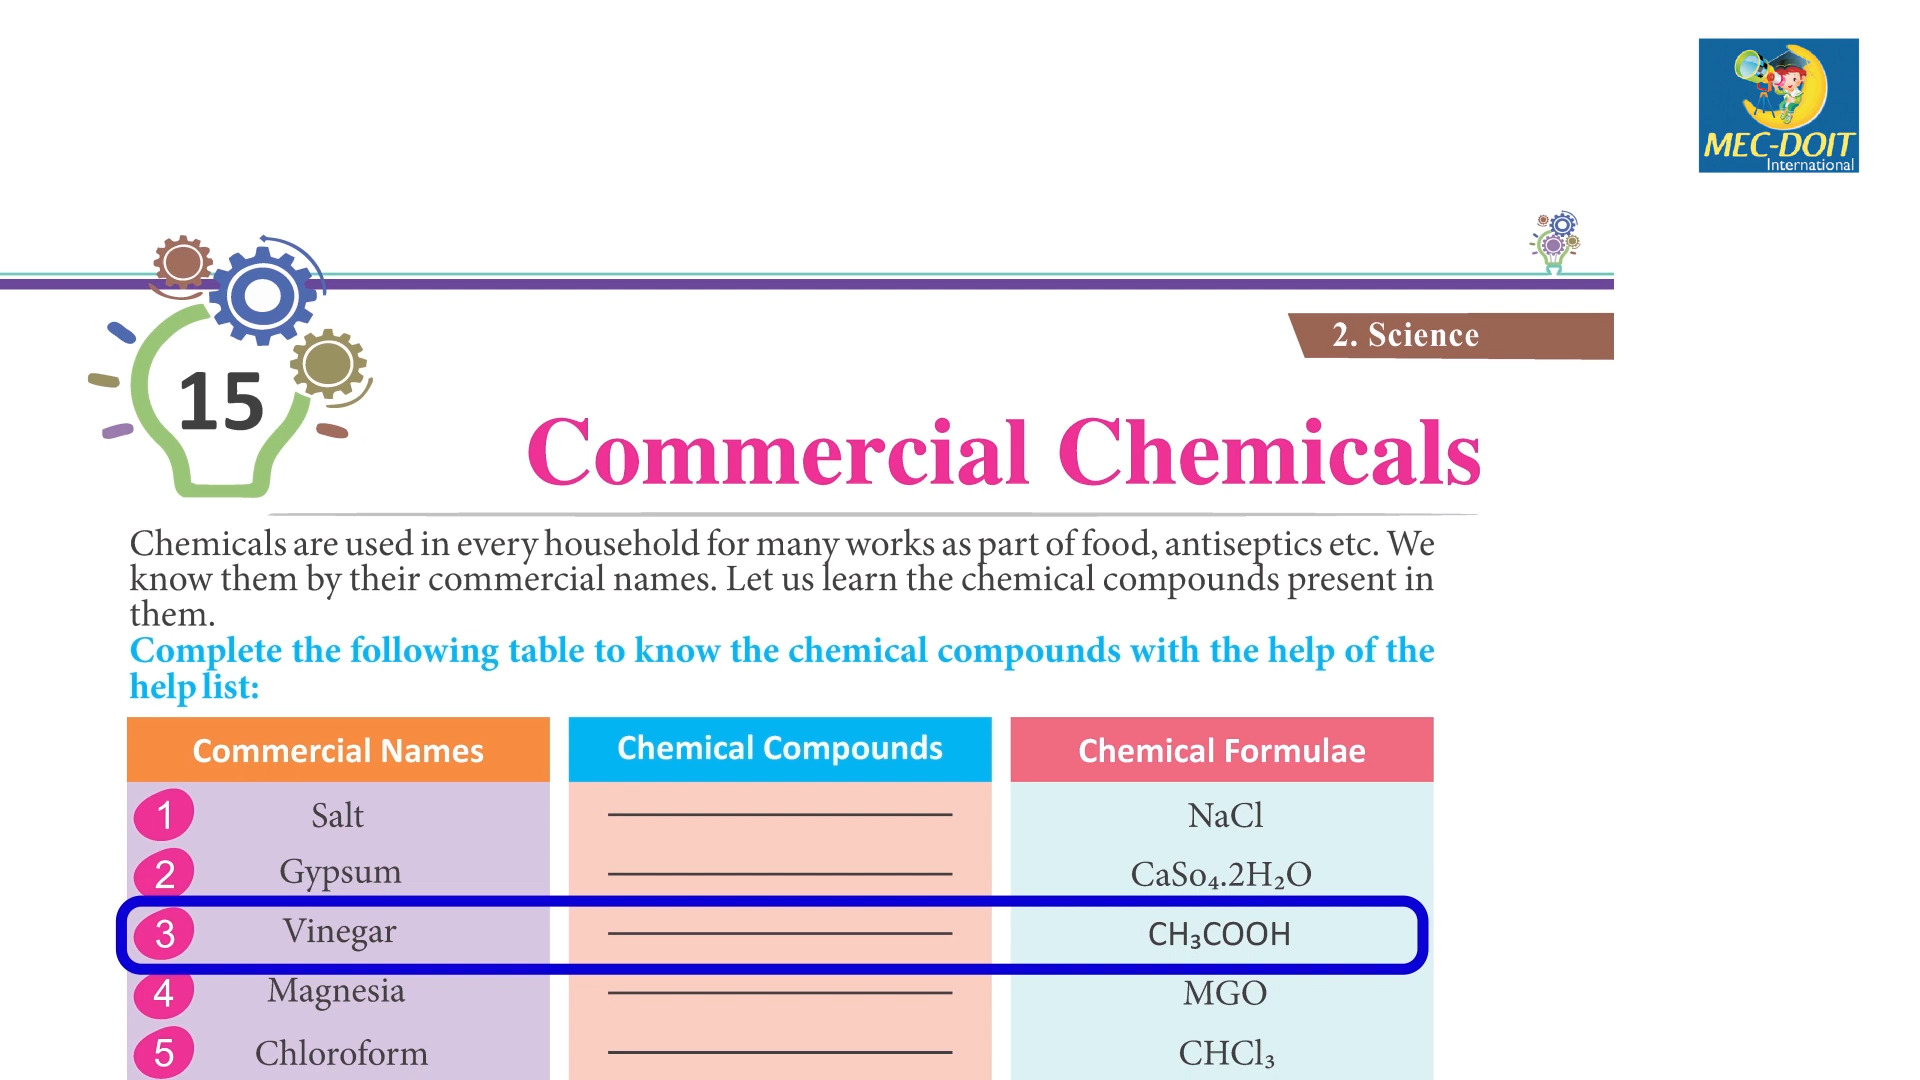 MEC-DOIT
International
2. Science
15
Commercial Chemicals
Chemicals are used in every household for many works as part of food, antiseptics etc. We
know them by their commercial names. Let us learn the chemical compounds present in
them.
Complete the following table to know the chemical compounds with the help of the
help list:
Commercial Names Chemical Compounds Chemical Formulae
1 Salt NaCl
2 Gypsum CaSo₄.2H₂O
3 Vinegar CH₃COOH
4 Magnesia MGO
5 Chloroform CHCl₃